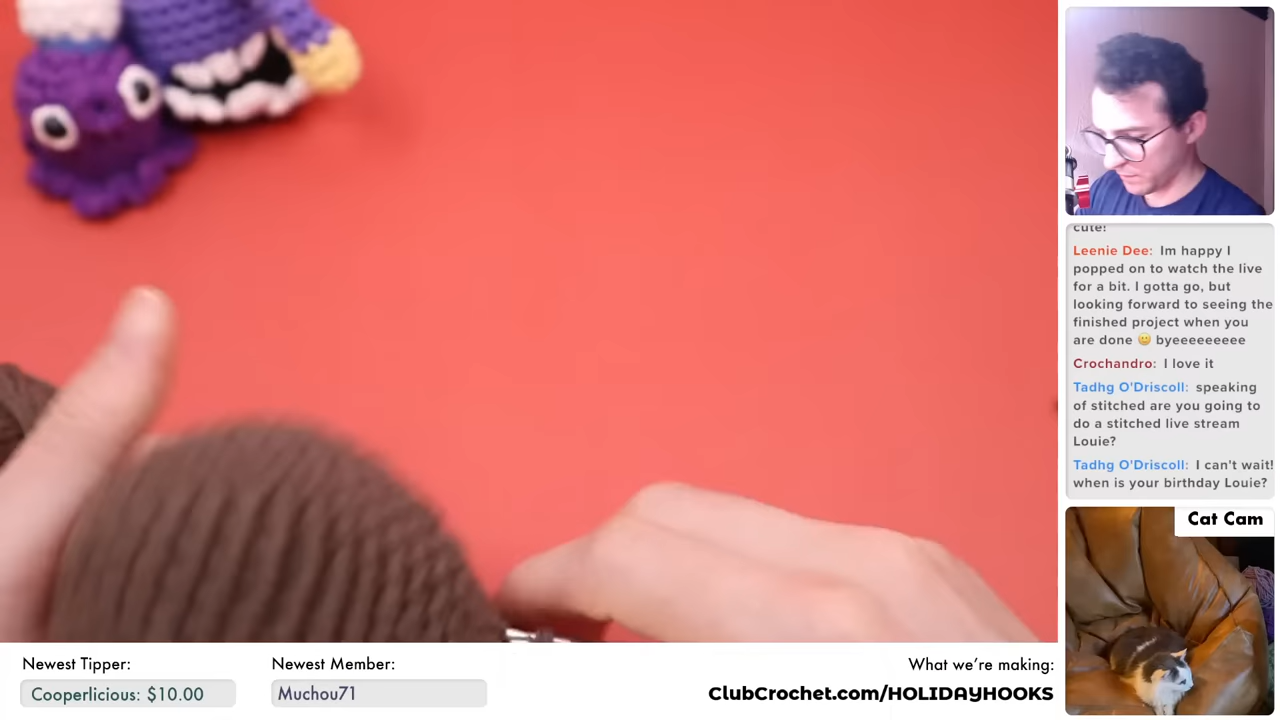 cute!
Leenie Dee: Im happy I
popped on to watch the live
for a bit. I gotta go, but
looking forward to seeing the
finished project when you
are done 🙂 byeeeeeeeee
Crochandro: I love it
Tadhg O'Driscoll: speaking
of stitched are you going to
do a stitched live stream
Louie?
Tadhg O'Driscoll: I can't wait!
when is your birthday Louie?
Cat Cam
Newest Tipper:
Cooperlicious: $10.00
Newest Member:
Muchou71
What we're making:
ClubCrochet.com/HOLIDAYHOOKS